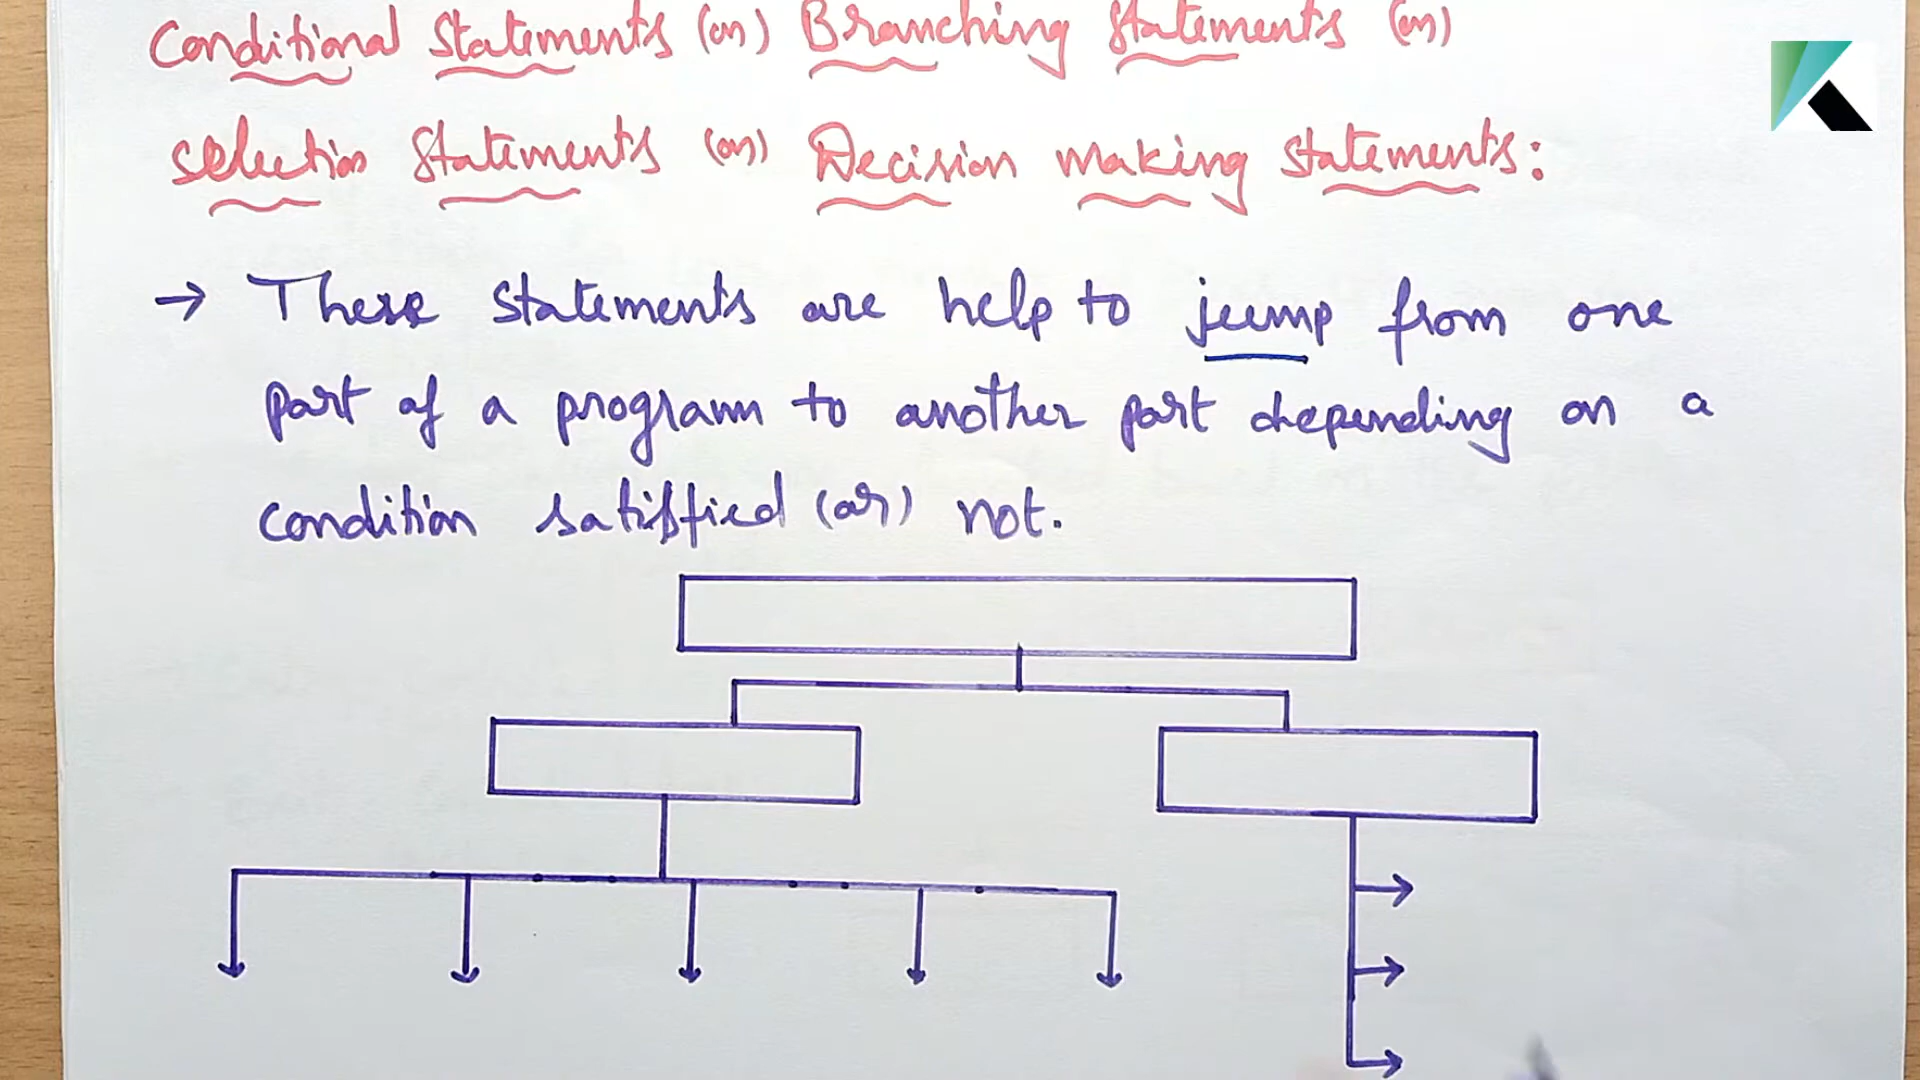 Conditional Statements (or) Branching Statements (or)
selection Statements (or) Decision making statements:
→ These statements are help to jump from one
part of a program to another part depending on a
condition satisfied (or) not.